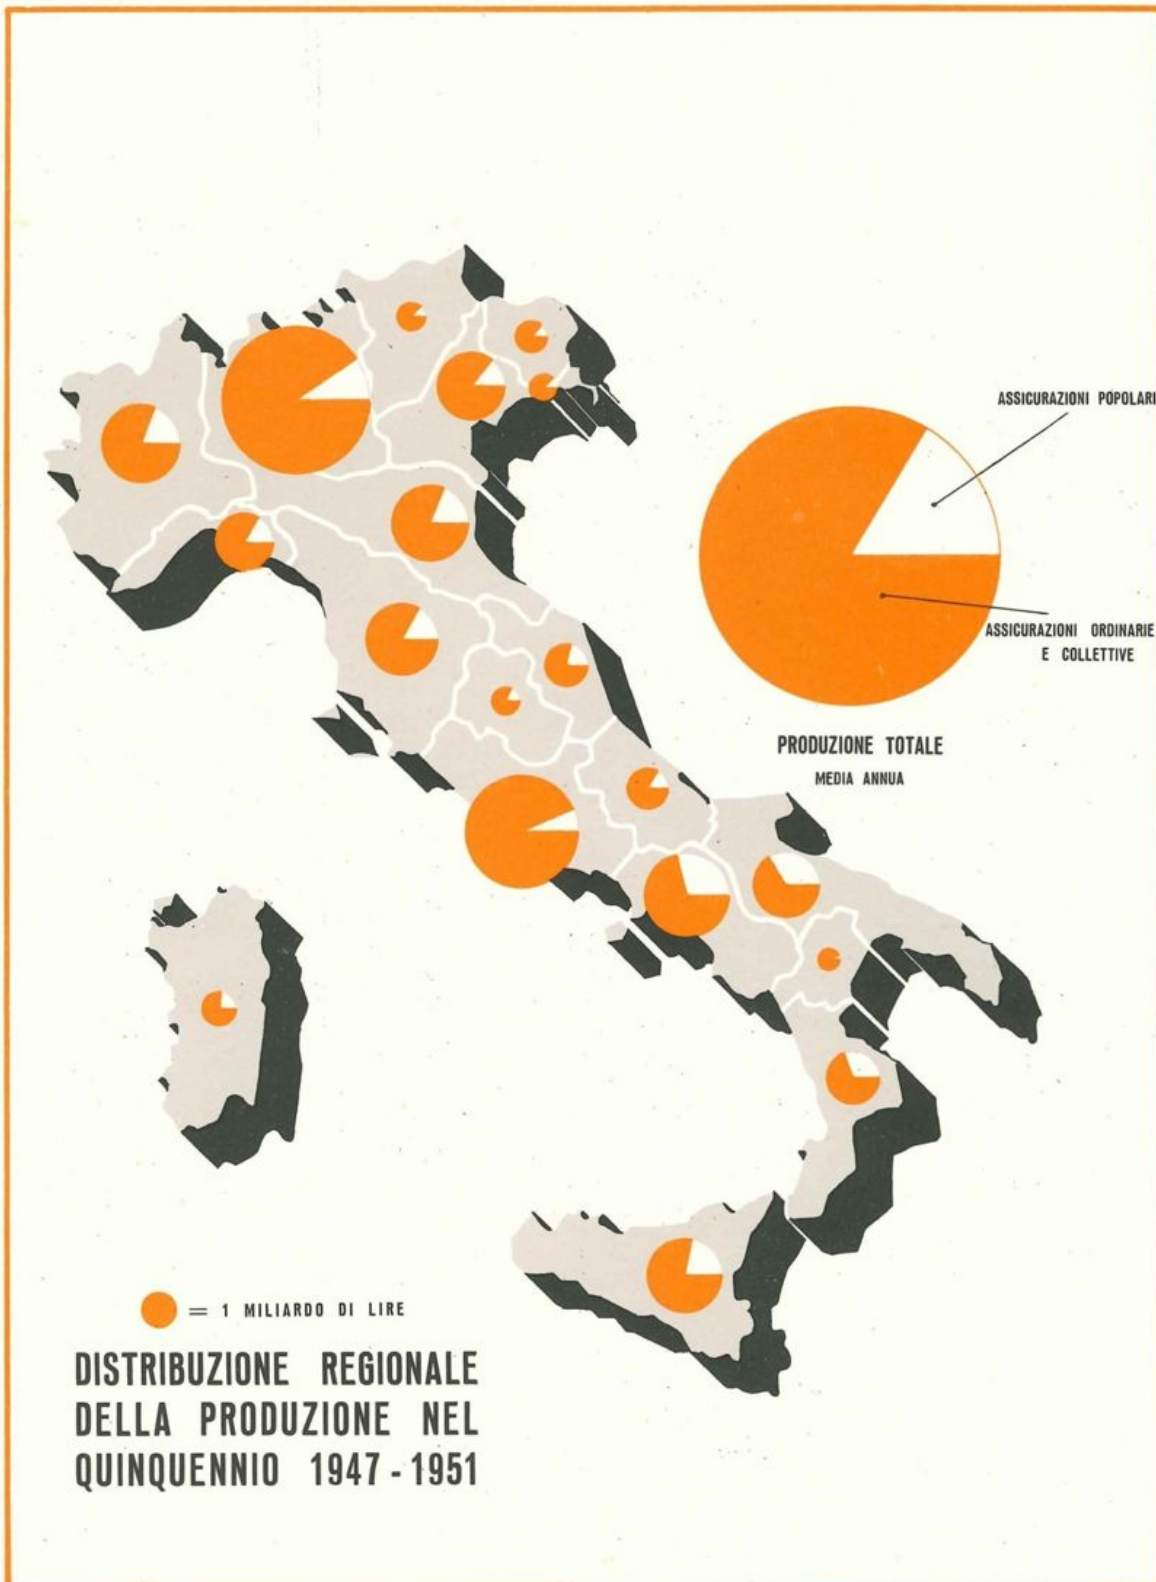 ASSICURAZIONI POPOLARI
ASSICURAZIONI ORDINARIE
E COLLETTIVE
PRODUZIONE TOTALE
MEDIA ANNUA
= 1 MILIARDO DI LIRE
DISTRIBUZIONE REGIONALE
DELLA PRODUZIONE NEL
QUINQUENNIO 1947 - 1951